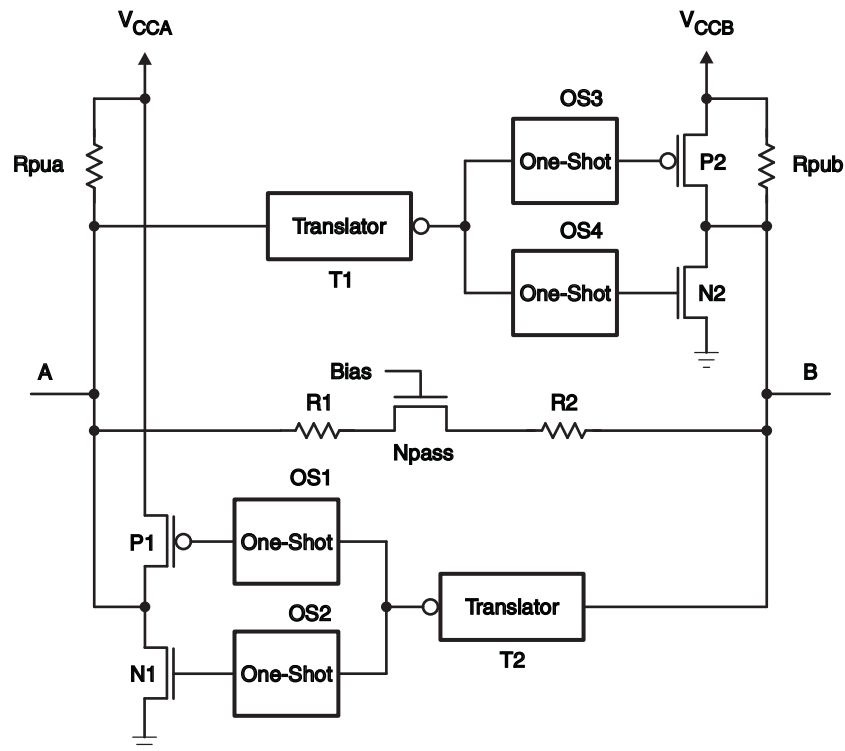 VCCA
VCCB
OS3
One-Shot
P2
Rpua
Rpub
Translator
T1
OS4
One-Shot
N2
A
B
Bias
R1
R2
Npass
OS1
P1
One-Shot
OS2
Translator
T2
N1
One-Shot